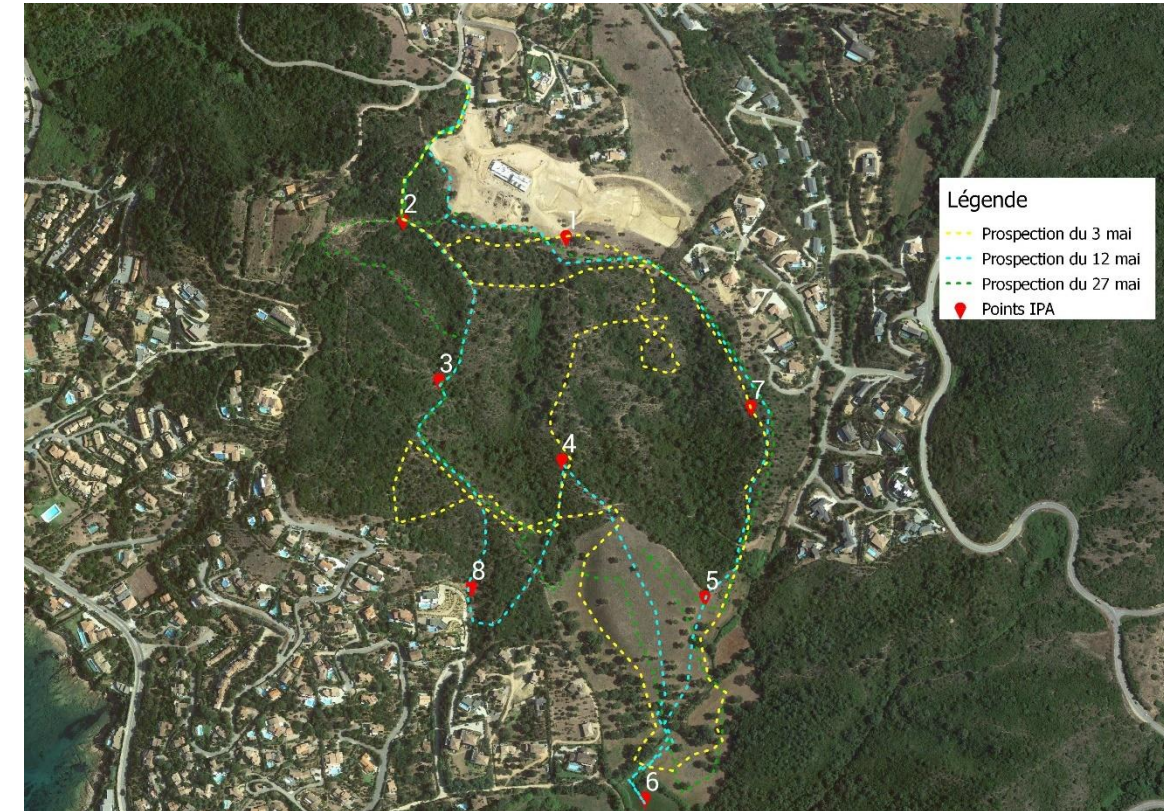 2
1
Légende
Prospection du 3 mai
Prospection du 12 mai
Prospection du 27 mai
Points IPA
3
7
4
8
5
6